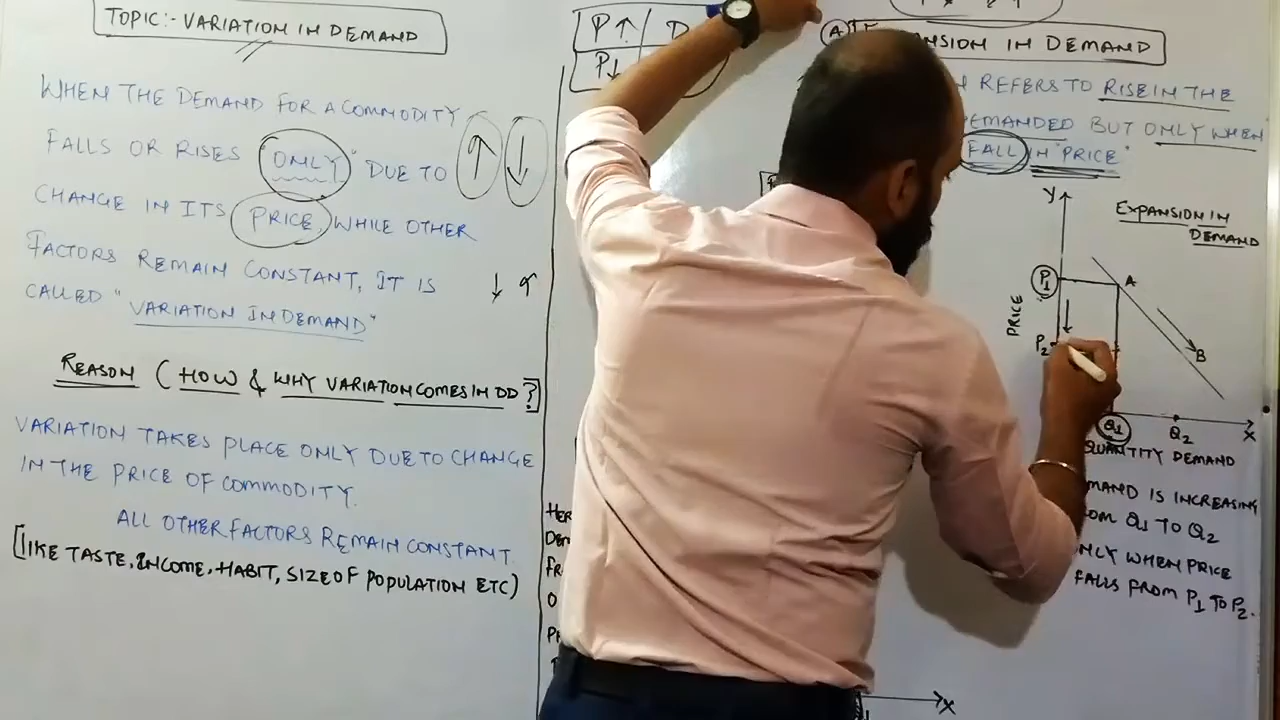 TOPIC:- VARIATION IN DEMAND
WHEN THE DEMAND FOR A COMMODITY
FALLS OR RISES "ONLY" DUE TO ↑ ↓
CHANGE IN ITS PRICE, WHILE OTHER
FACTORS REMAIN CONSTANT, IT IS ↓ ↑
CALLED "VARIATION IN DEMAND"
REASON (HOW & WHY VARIATION COMES IN DD?]
VARIATION TAKES PLACE ONLY DUE TO CHANGE
IN THE PRICE OF COMMODITY.
ALL OTHER FACTORS REMAIN CONSTANT.
[LIKE TASTE, INCOME, HABIT, SIZE OF POPULATION ETC)
P↑ D
P↓
(A) IN DEMAND
REFERS TO RISE IN THE
BUT ONLY WHEN
FALL IN "PRICE"
Y
EXPANSION IN
DEMAND
P1
A
PRICE
P2
B
Q1
Q2
X
QUANTITY DEMAND
IS INCREASING
Q1 TO Q2
WHEN PRICE
FALLS FROM P1 TO P2.
X